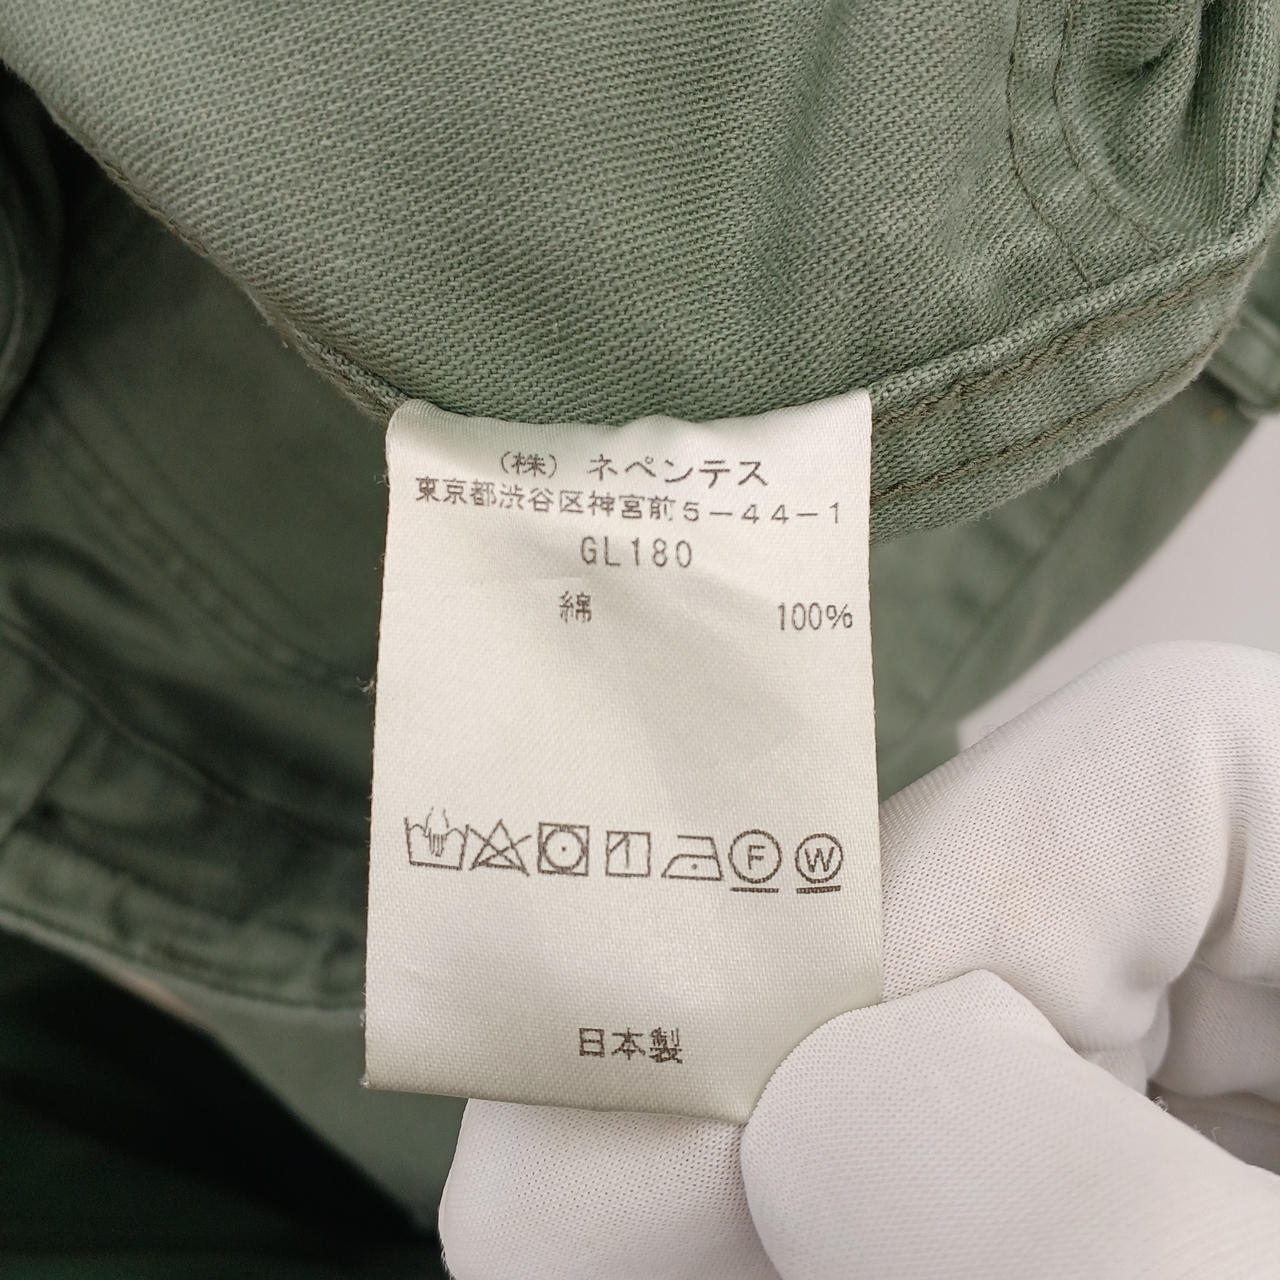 (株) ネペンテス
東京都渋谷区神宮前5-44-1
GL180
綿 100%
F W
日本製